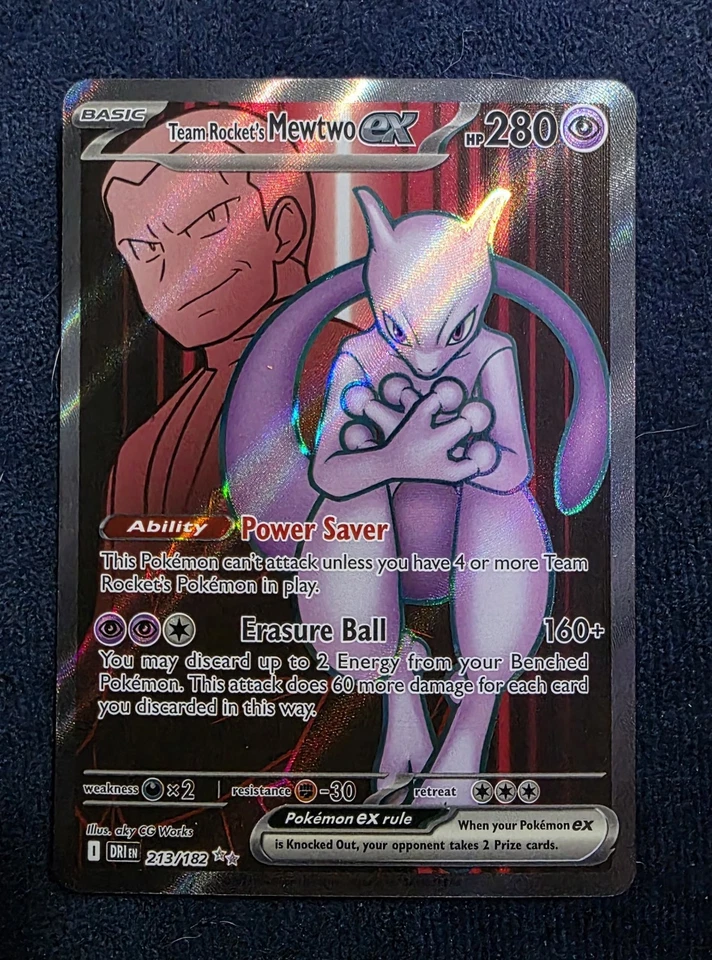 BASIC
Team Rocket's Mewtwo ex HP 280
Ability Power Saver
This Pokémon can't attack unless you have 4 or more Team
Rocket's Pokémon in play.
Erasure Ball 160+
You may discard up to 2 Energy from your Benched
Pokémon. This attack does 60 more damage for each card
you discarded in this way.
weakness ×2 resistance -30 retreat
Illus. aky CG Works
Pokémon ex rule When your Pokémon ex
is Knocked Out, your opponent takes 2 Prize cards.
I DRI EN 213/182